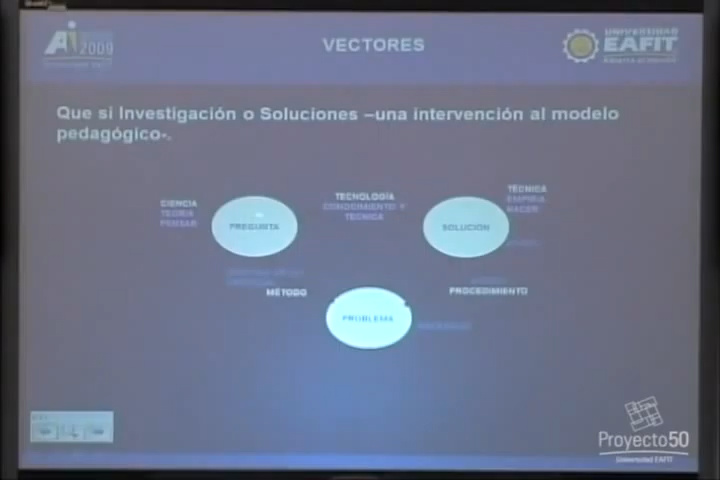 Ai 2009
VECTORES
UNIVERSIDAD
EAFIT
Que si Investigación o Soluciones –una intervención al modelo
pedagógico-.
CIENCIA
TEORIA
PENSAR
PREGUNTA
TECNOLOGÍA
CONOCIMIENTO Y
TECNICA
SOLUCION
TECNICA
EMPIRIA
HACER
MÉTODO
PROBLEMA
PROCEDIMIENTO
Proyecto50
Universidad EAFIT